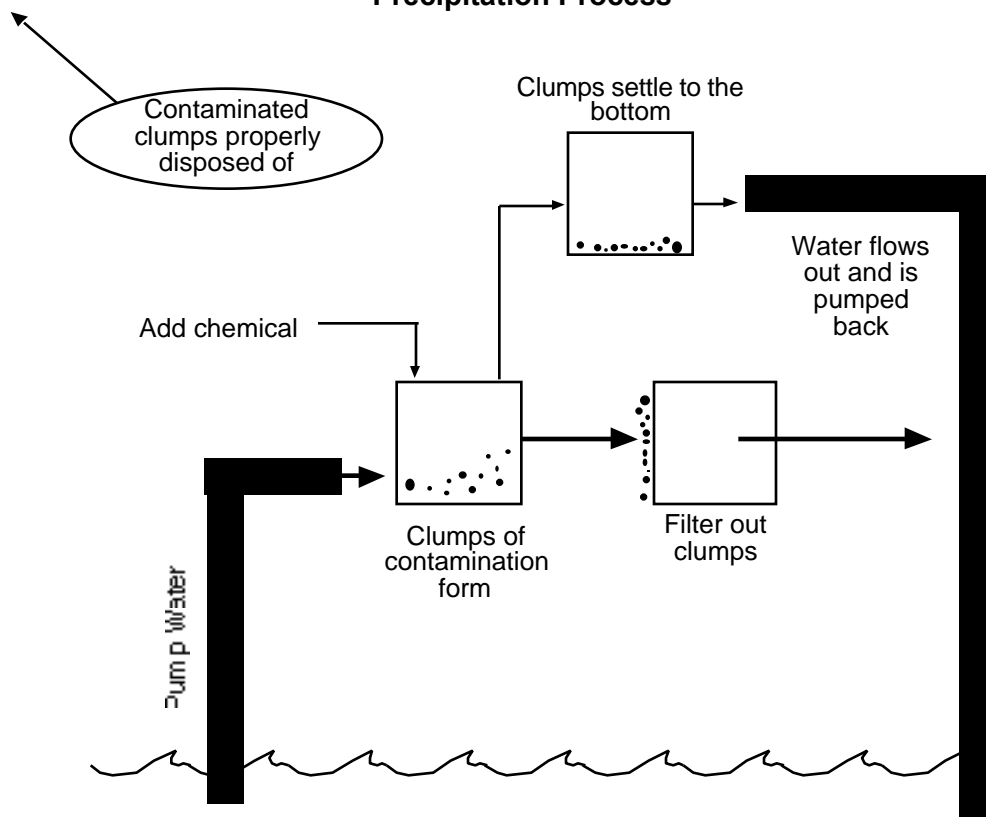 Precipitation Process
Contaminated
clumps properly
disposed of
Clumps settle to the
bottom
Water flows
out and is
pumped
back
Add chemical
Clumps of
contamination
form
Filter out
clumps
Pump Water